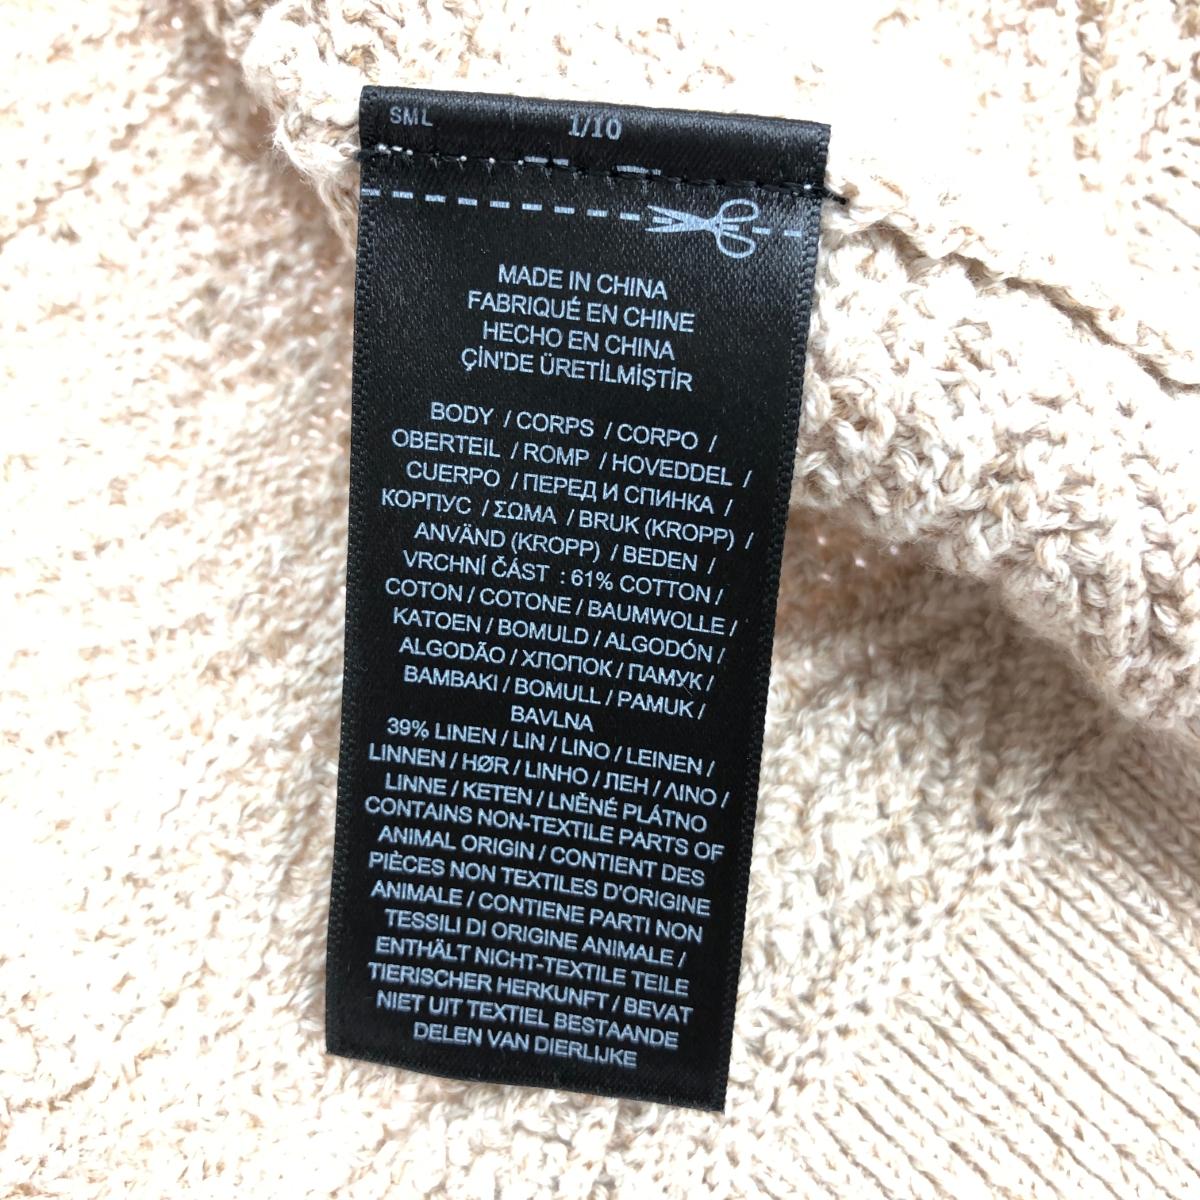 SML 1/10
MADE IN CHINA
FABRIQUÉ EN CHINE
HECHO EN CHINA
ÇİN'DE ÜRETİLMİŞTİR
BODY / CORPS / CORPO /
OBERTEIL / ROMP / HOVEDDEL /
CUERPO / ПЕРЕД И СПИНКА /
КОРПУС / ΣΩΜΑ / BRUK (KROPP) /
ANVÄND (KROPP) / BEDEN /
VRCHNÍ ČÁST : 61% COTTON /
COTON / COTONE / BAUMWOLLE /
KATOEN / BOMULD / ALGODÓN /
ALGODÃO / ХЛОПОК / ПАМУК /
BAMBAKI / BOMULL / PAMUK /
BAVLNA
39% LINEN / LIN / LINO / LEINEN /
LINNEN / HØR / LINHO / ЛЕН / ΛΙΝΟ /
LINNE / KETEN / LNĚNÉ PLÁTNO
CONTAINS NON-TEXTILE PARTS OF
ANIMAL ORIGIN / CONTIENT DES
PIÈCES NON TEXTILES D'ORIGINE
ANIMALE / CONTIENE PARTI NON
TESSILI DI ORIGINE ANIMALE /
ENTHÄLT NICHT-TEXTILE TEILE
TIERISCHER HERKUNFT / BEVAT
NIET UIT TEXTIEL BESTAANDE
DELEN VAN DIERLIJKE